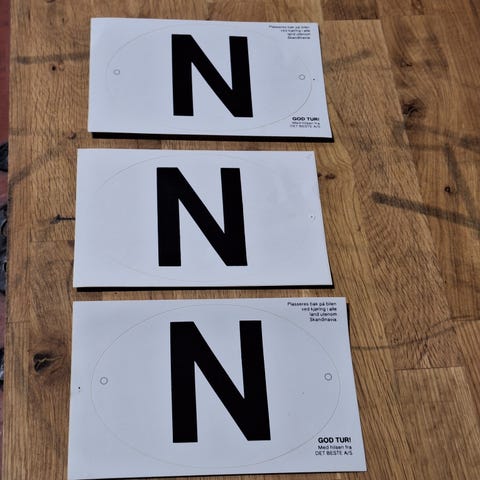 Plasseres bak på bilen
ved kjøring i alle
land utenom
Skandinavia
N
GOD TUR!
Med hilsen fra
DET BESTE A/S
N
Plasseres bak på bilen
ved kjøring i alle
land utenom
Skandinavia
N
GOD TUR!
Med hilsen fra
DET BESTE A/S